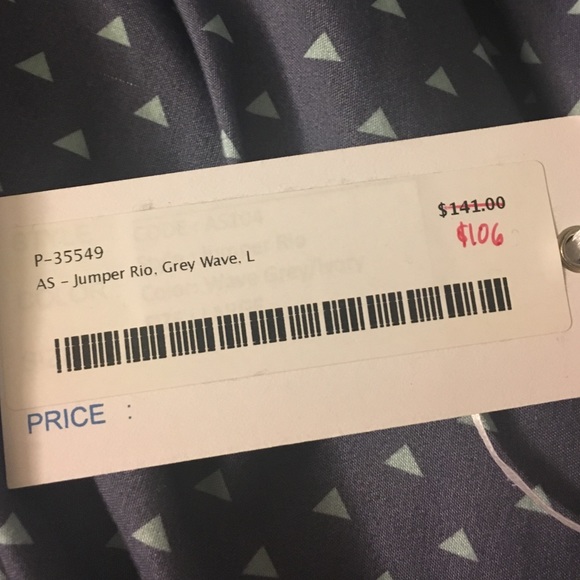 $141.00
$106
P-35549
AS - Jumper Rio, Grey Wave, L
PRICE :